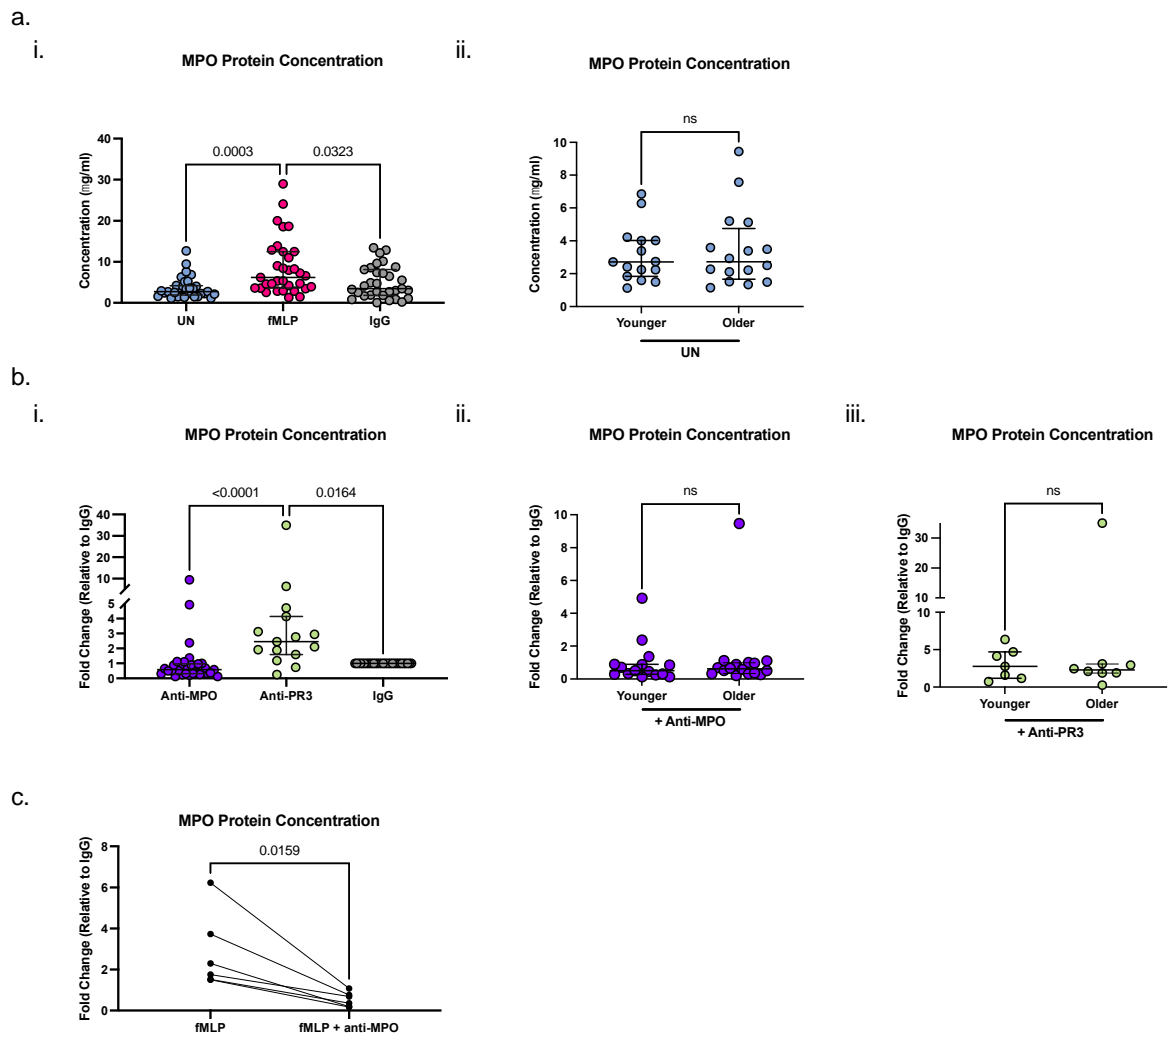 a.
i.
MPO Protein Concentration
Concentration (mg/ml)
40
30
20
10
0
0.0003
0.0323
UN
fMLP
IgG
ii.
MPO Protein Concentration
Concentration (mg/ml)
10
8
6
4
2
0
ns
Younger
Older
UN
b.
i.
MPO Protein Concentration
Fold Change (Relative to IgG)
40
30
20
10
5
4
3
2
1
0
<0.0001
0.0164
Anti-MPO
Anti-PR3
IgG
ii.
MPO Protein Concentration
Fold Change (Relative to IgG)
10
8
6
4
2
0
ns
Younger
Older
+ Anti-MPO
iii.
MPO Protein Concentration
Fold Change (Relative to IgG)
30
20
10
10
5
0
ns
Younger
Older
+ Anti-PR3
c.
MPO Protein Concentration
Fold Change (Relative to IgG)
8
6
4
2
0
0.0159
fMLP
fMLP + anti-MPO